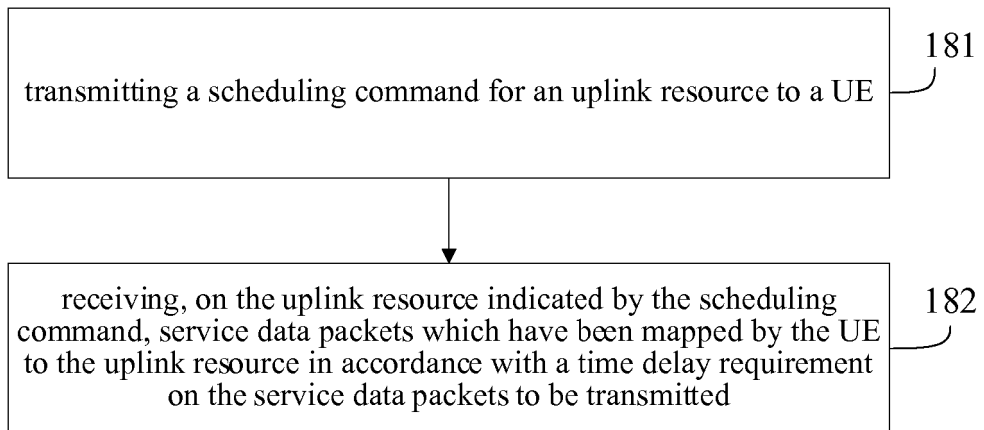 181
transmitting a scheduling command for an uplink resource to a UE
182
receiving, on the uplink resource indicated by the scheduling
command, service data packets which have been mapped by the UE
to the uplink resource in accordance with a time delay requirement
on the service data packets to be transmitted